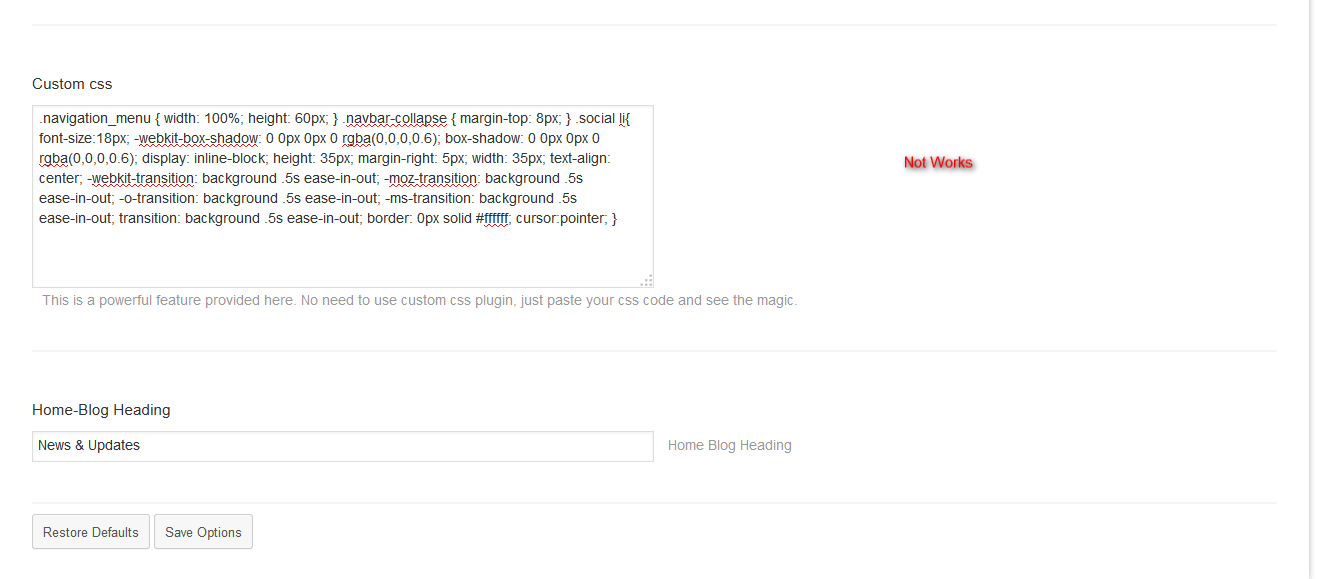 Custom css
.navigation_menu { width: 100%; height: 60px; } .navbar-collapse { margin-top: 8px; } .social li{
font-size:18px; -webkit-box-shadow: 0 0px 0px 0 rgba(0,0,0,0.6); box-shadow: 0 0px 0px 0
rgba(0,0,0,0.6); display: inline-block; height: 35px; margin-right: 5px; width: 35px; text-align:
center; -webkit-transition: background .5s ease-in-out; -moz-transition: background .5s
ease-in-out; -o-transition: background .5s ease-in-out; -ms-transition: background .5s
ease-in-out; transition: background .5s ease-in-out; border: 0px solid #ffffff; cursor:pointer; }
Not Works
This is a powerful feature provided here. No need to use custom css plugin, just paste your css code and see the magic.
Home-Blog Heading
News & Updates
Home Blog Heading
Restore Defaults
Save Options